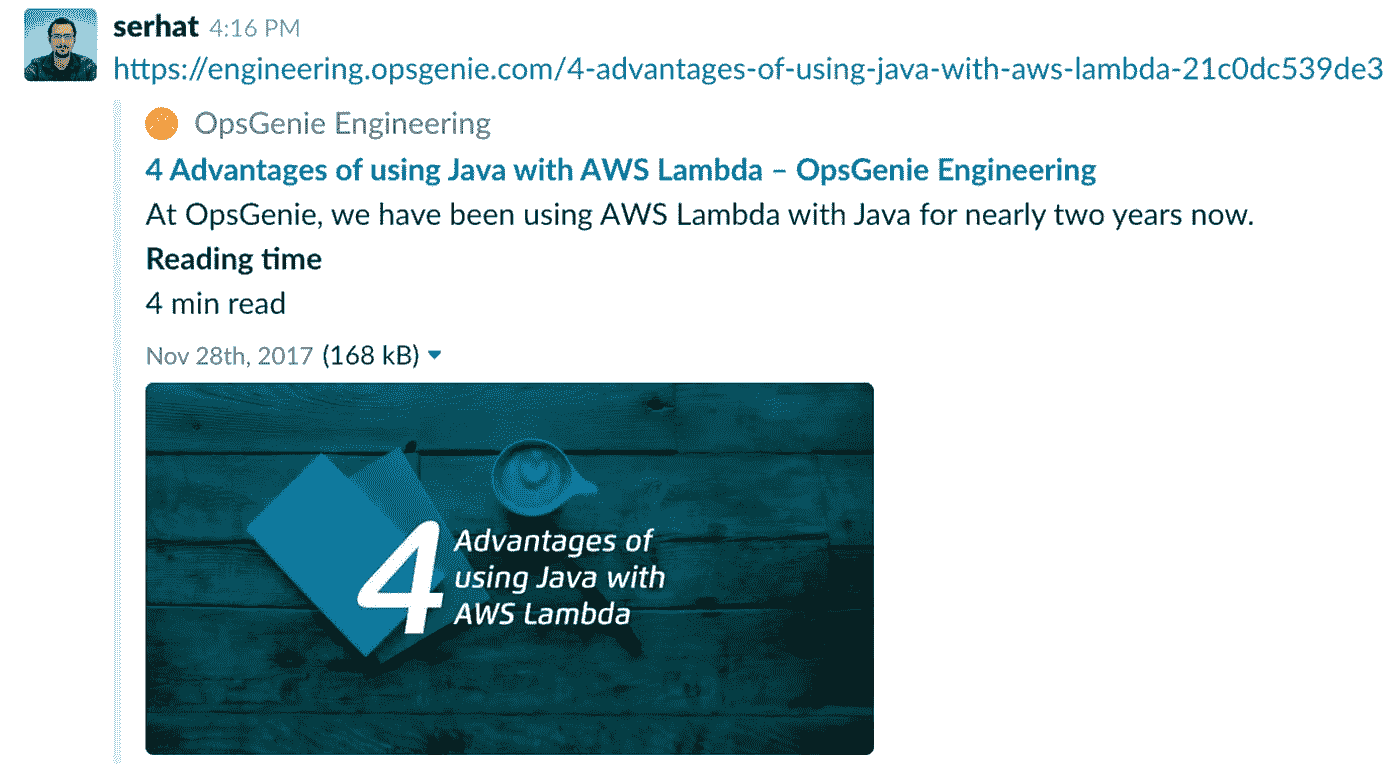 serhat 4:16 PM
https://engineering.opsgenie.com/4-advantages-of-using-java-with-aws-lambda-21c0dc539de3
OpsGenie Engineering
4 Advantages of using Java with AWS Lambda – OpsGenie Engineering
At OpsGenie, we have been using AWS Lambda with Java for nearly two years now.
Reading time
4 min read
Nov 28th, 2017 (168 kB)
4 Advantages of
using Java with
AWS Lambda